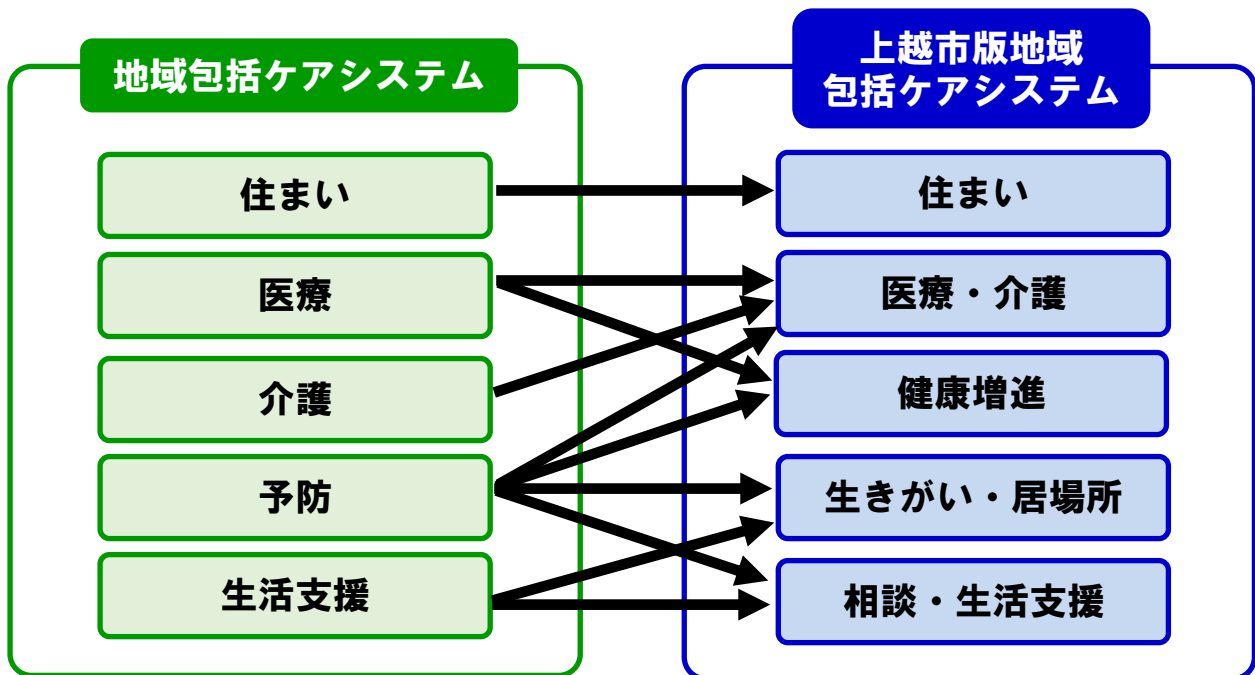 地域包括ケアシステム
住まい
医療
介護
予防
生活支援
上越市版地域
包括ケアシステム
住まい
医療・介護
健康増進
生きがい・居場所
相談・生活支援